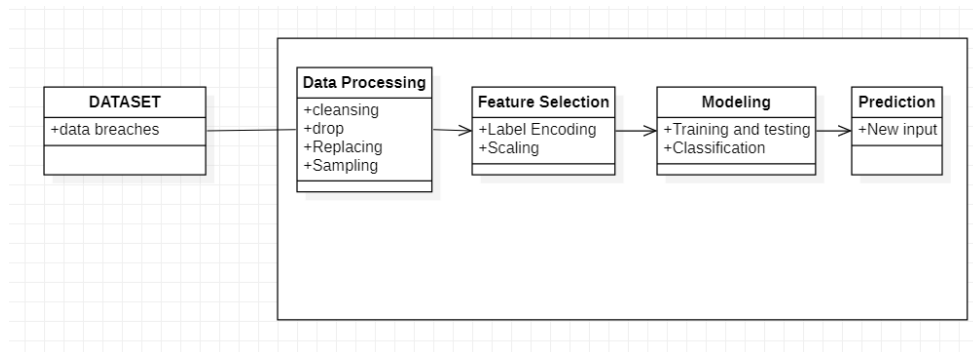 DATASET
+data breaches
Data Processing
+cleansing
+drop
+Replacing
+Sampling
Feature Selection
+Label Encoding
+Scaling
Modeling
+Training and testing
+Classification
Prediction
+New input